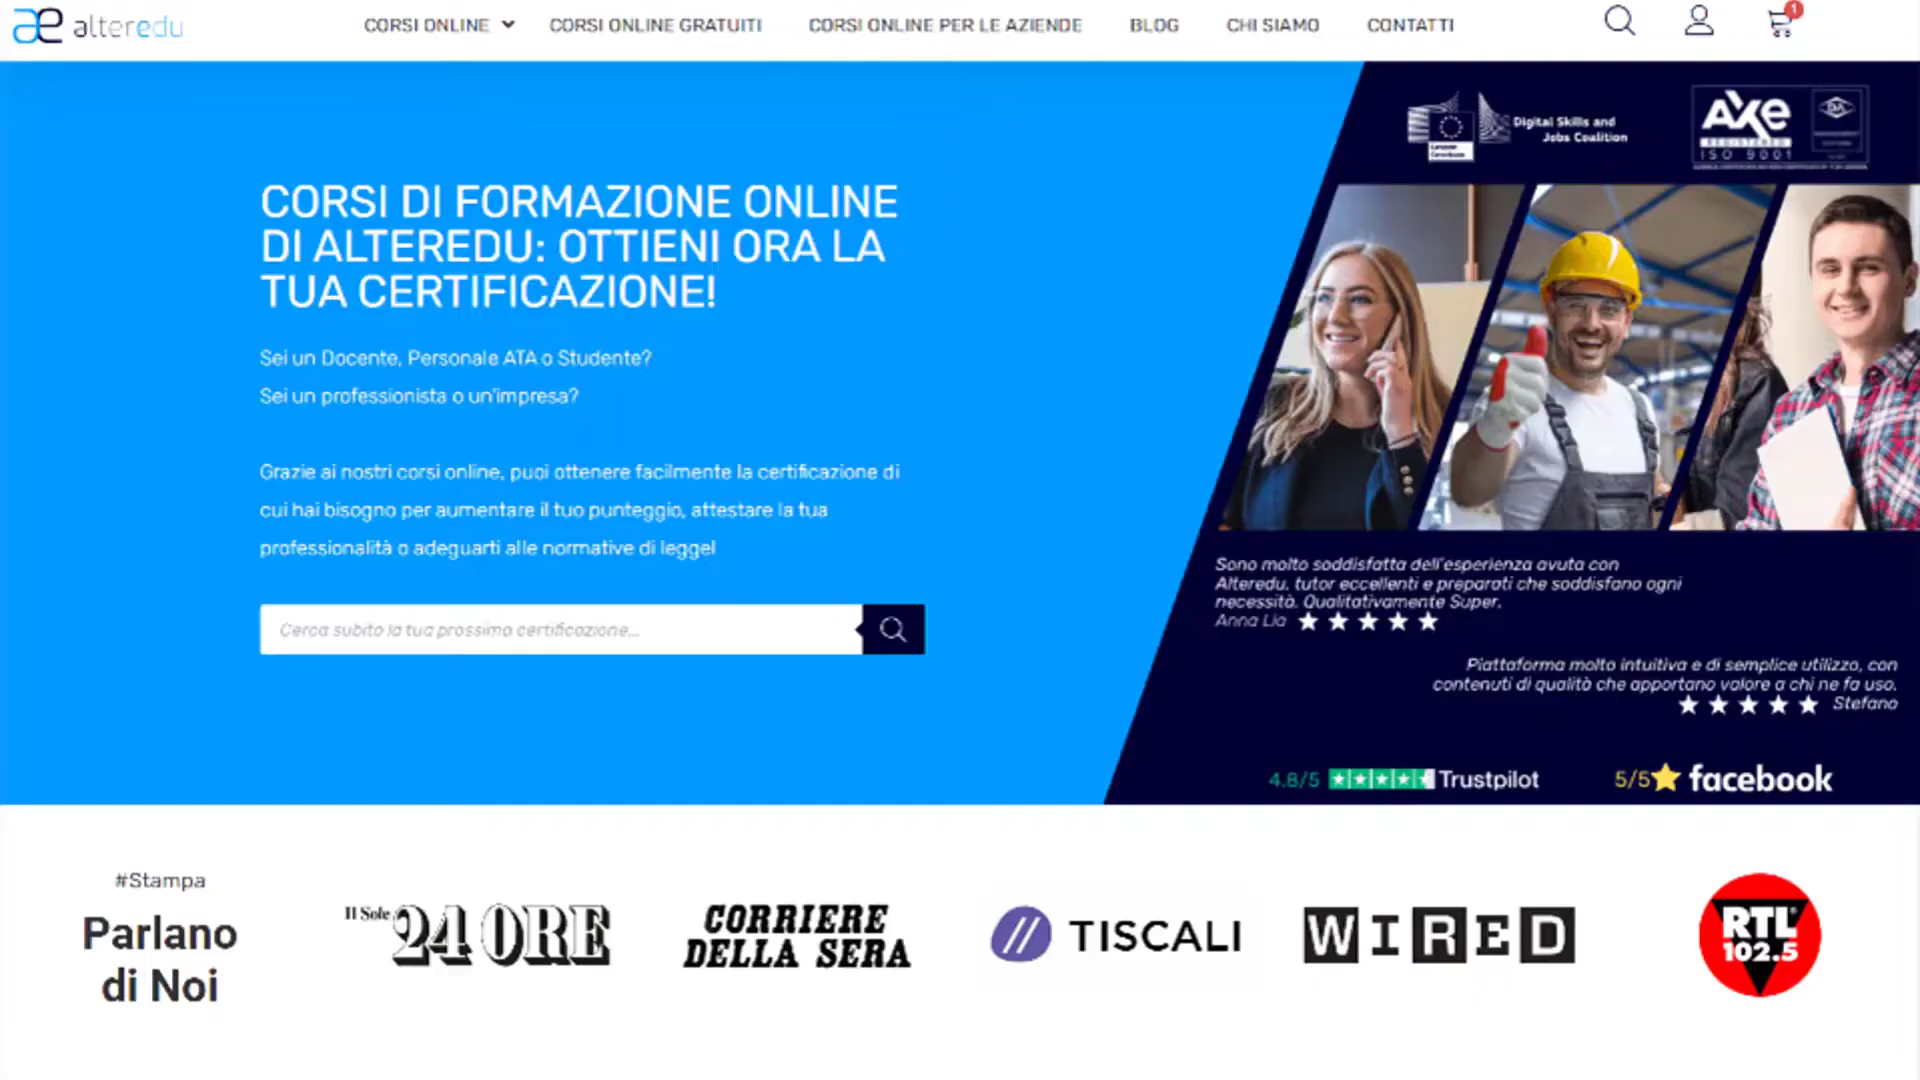 alteredu
CORSI ONLINE
CORSI ONLINE GRATUITI
CORSI ONLINE PER LE AZIENDE
BLOG
CHI SIAMO
CONTATTI
1
CORSI DI FORMAZIONE ONLINE
DI ALTEREDU: OTTIENI ORA LA
TUA CERTIFICAZIONE!
Sei un Docente, Personale ATA o Studente?
Sei un professionista o un'impresa?
Grazie ai nostri corsi online, puoi ottenere facilmente la certificazione di
cui hai bisogno per aumentare il tuo punteggio, attestare la tua
professionalità o adeguarti alle normative di legge!
Cerca subito la tua prossima certificazione...
Digital Skills and
Jobs Coalition
AXe
REGISTERED
ISO 9001
Sono molto soddisfatta dell'esperienza avuta con
Alteredu, tutor eccellenti e preparati che soddisfano ogni
necessità. Qualitativamente Super.
Anna Lia
Piattaforma molto intuitiva e di semplice utilizzo, con
contenuti di qualità che apportano valore a chi ne fa uso.
Stefano
4.8/5 Trustpilot
5/5 facebook
#Stampa
Parlano
di Noi
Il Sole 24 ORE
CORRIERE
DELLA SERA
TISCALI
WIRED
RTL
102.5